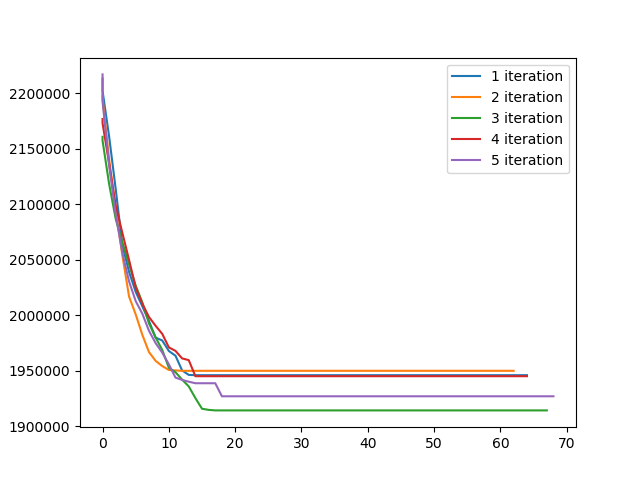 2200000
2150000
2100000
2050000
2000000
1950000
1900000
0 10 20 30 40 50 60 70
1 iteration
2 iteration
3 iteration
4 iteration
5 iteration